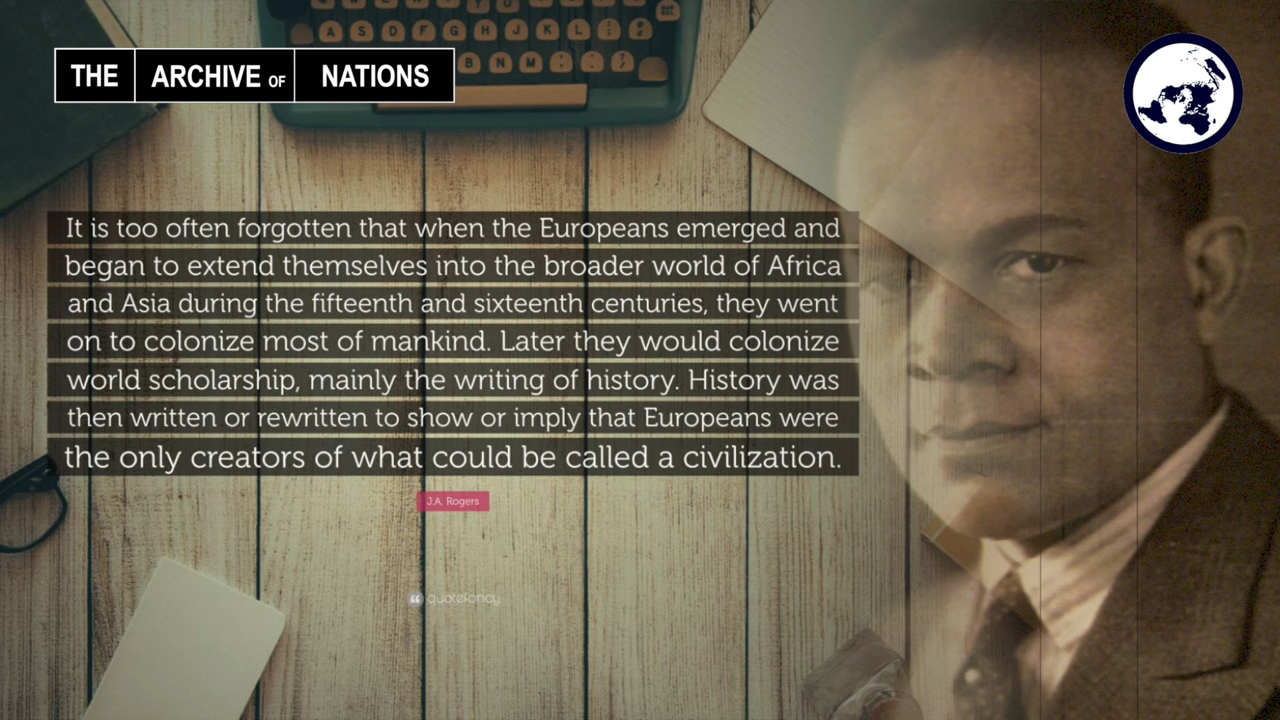 A S D F G H J K L
B N M
THE ARCHIVE OF NATIONS
It is too often forgotten that when the Europeans emerged and
began to extend themselves into the broader world of Africa
and Asia during the fifteenth and sixteenth centuries, they went
on to colonize most of mankind. Later they would colonize
world scholarship, mainly the writing of history. History was
then written or rewritten to show or imply that Europeans were
the only creators of what could be called a civilization.
J.A. Rogers
quotefancy